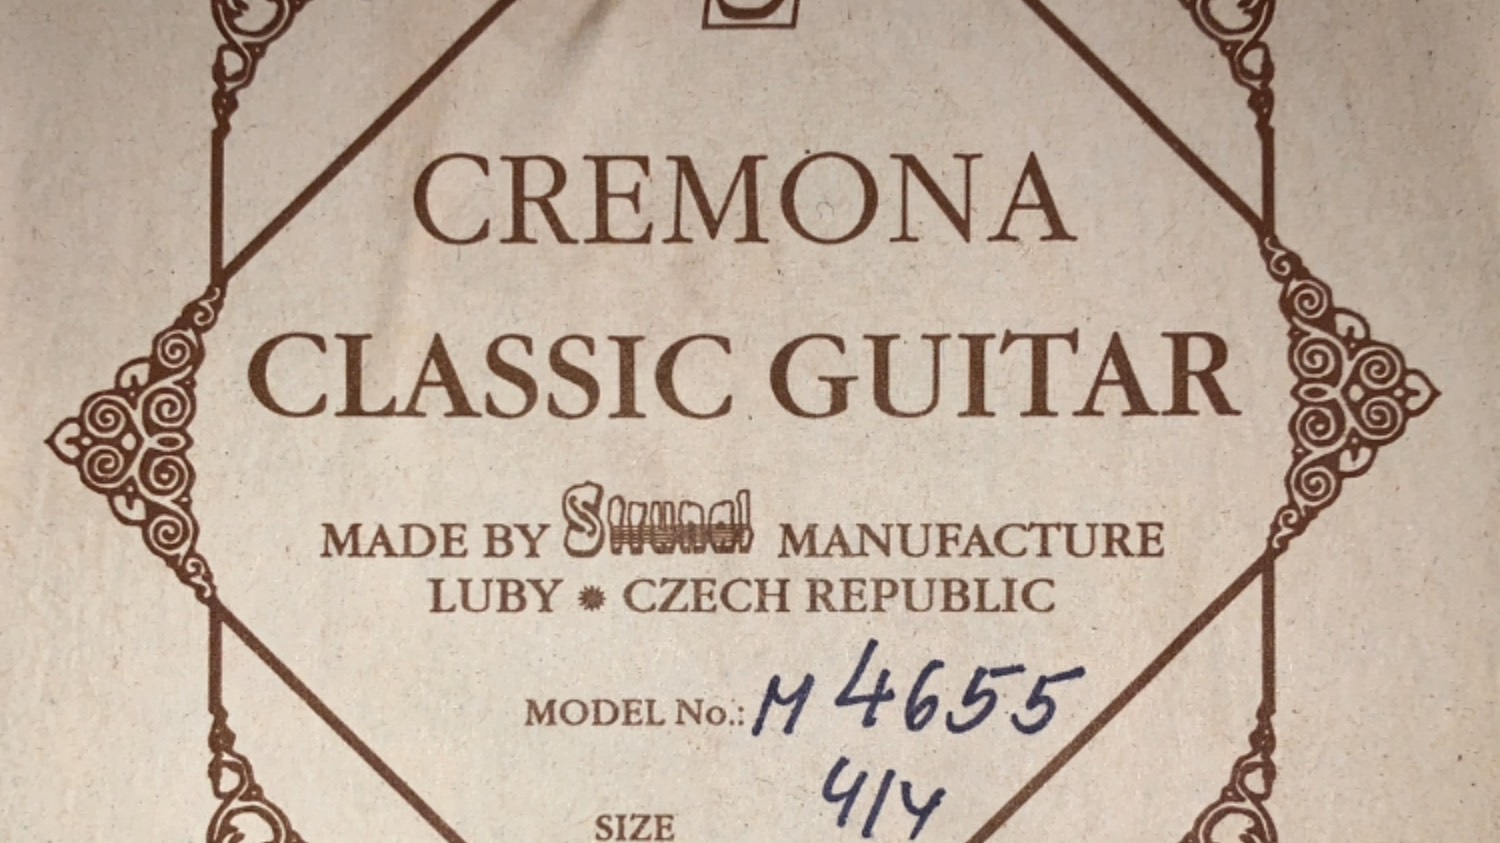 CREMONA
CLASSIC GUITAR
MADE BY Strunal MANUFACTURE
LUBY CZECH REPUBLIC
MODEL No.: M 4655
SIZE 4/4